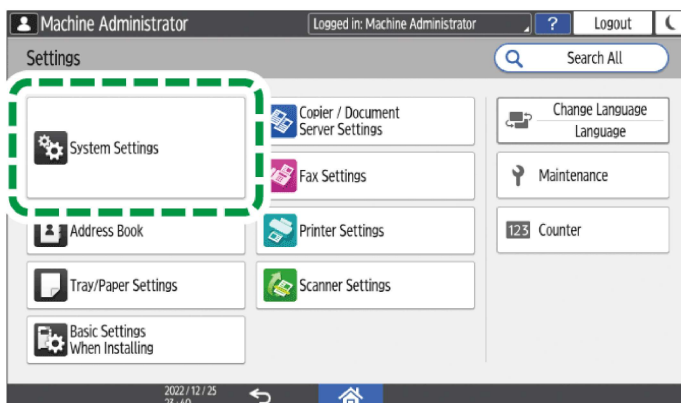 Machine Administrator
Logged in: Machine Administrator
?
Logout
Settings
Search All
System Settings
Copier / Document
Server Settings
Change Language
Language
Fax Settings
Maintenance
Address Book
Printer Settings
123 Counter
Tray/Paper Settings
Scanner Settings
Basic Settings
When Installing
2022/12/25